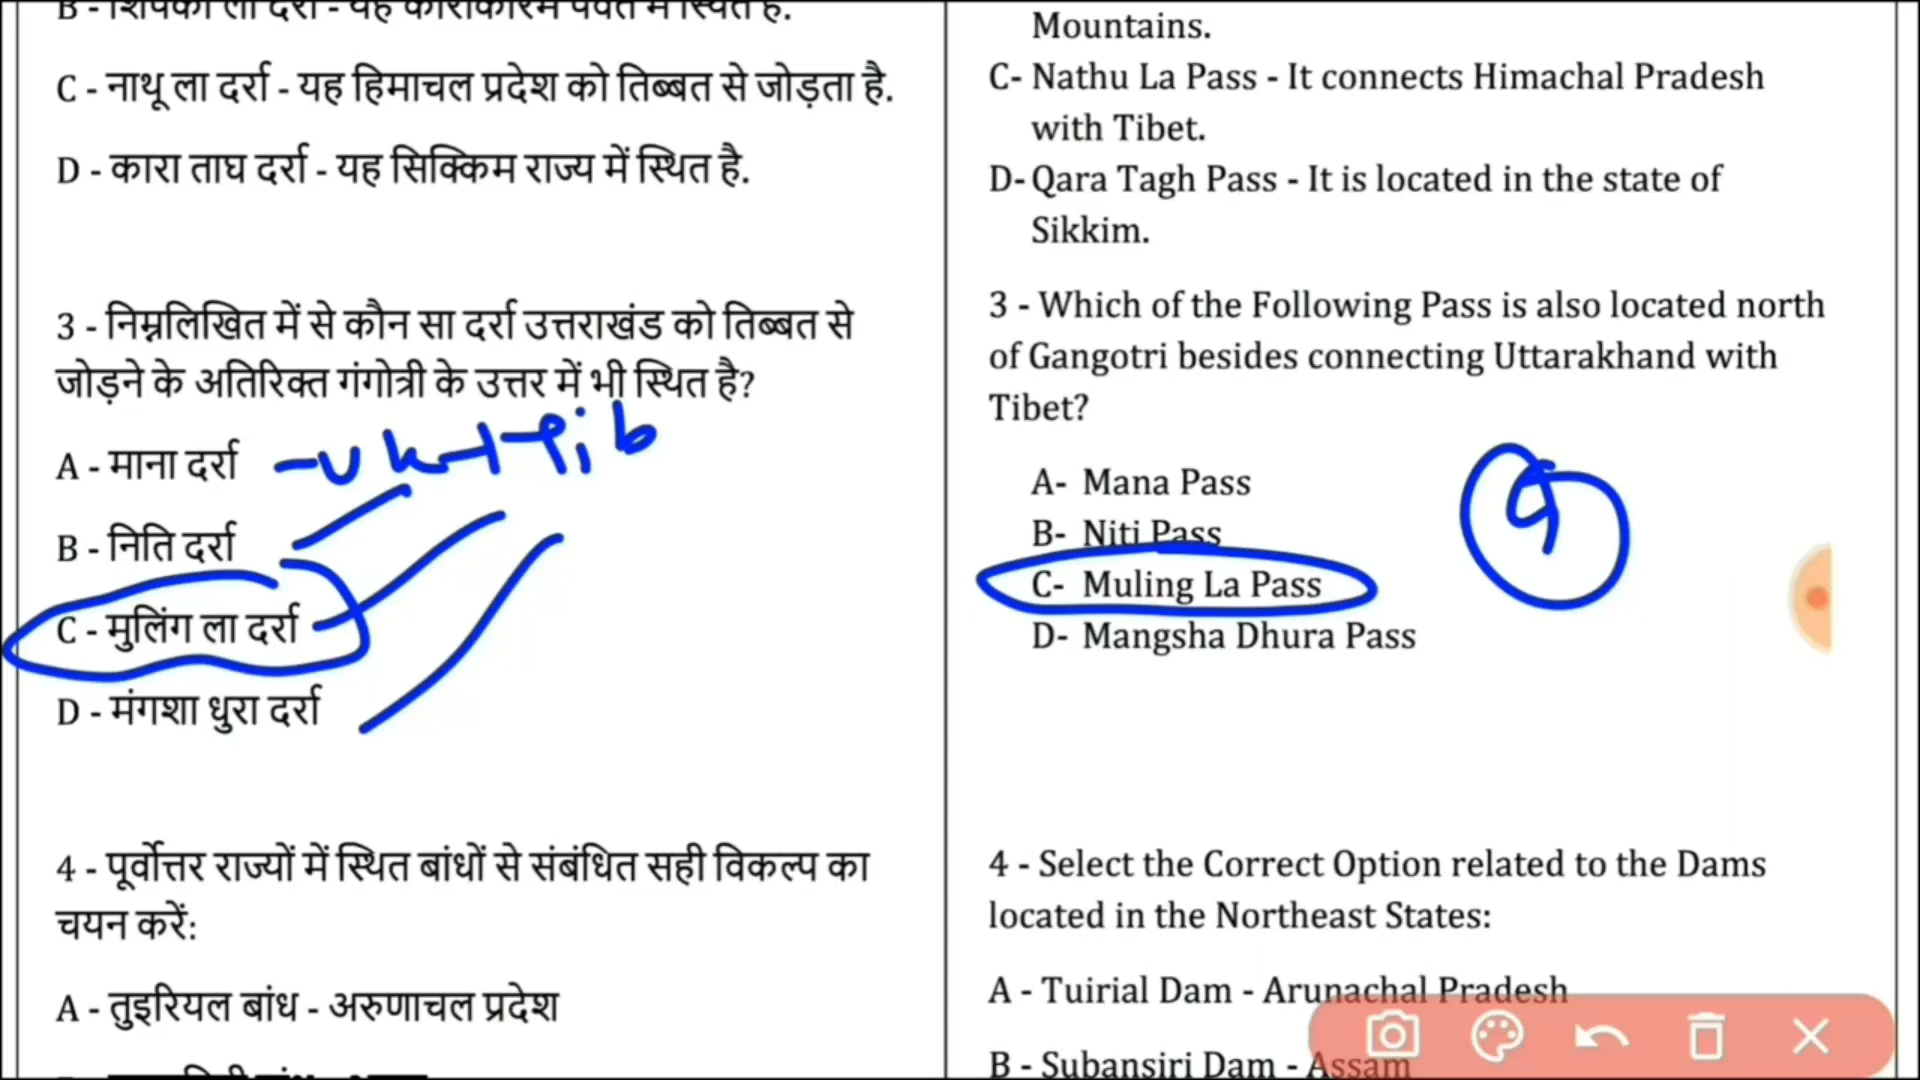 C - नाथू ला दर्रा - यह हिमाचल प्रदेश को तिब्बत से जोड़ता है.
D - कारा ताघ दर्रा - यह सिक्किम राज्य में स्थित है.
3 - निम्नलिखित में से कौन सा दर्रा उत्तराखंड को तिब्बत से
जोड़ने के अतिरिक्त गंगोत्री के उत्तर में भी स्थित है?
A - माना दर्रा
B - निति दर्रा
C - मुलिंग ला दर्रा
D - मंगशा धुरा दर्रा
4 - पूर्वोत्तर राज्यों में स्थित बांधों से संबंधित सही विकल्प का
चयन करें:
A - तुइरियल बांध - अरुणाचल प्रदेश
Mountains.
C- Nathu La Pass - It connects Himachal Pradesh
with Tibet.
D- Qara Tagh Pass - It is located in the state of
Sikkim.
3 - Which of the Following Pass is also located north
of Gangotri besides connecting Uttarakhand with
Tibet?
A- Mana Pass
B- Niti Pass
C- Muling La Pass
D- Mangsha Dhura Pass
4 - Select the Correct Option related to the Dams
located in the Northeast States:
A - Tuirial Dam - Arunachal Pradesh
B - Subansiri Dam - Assam